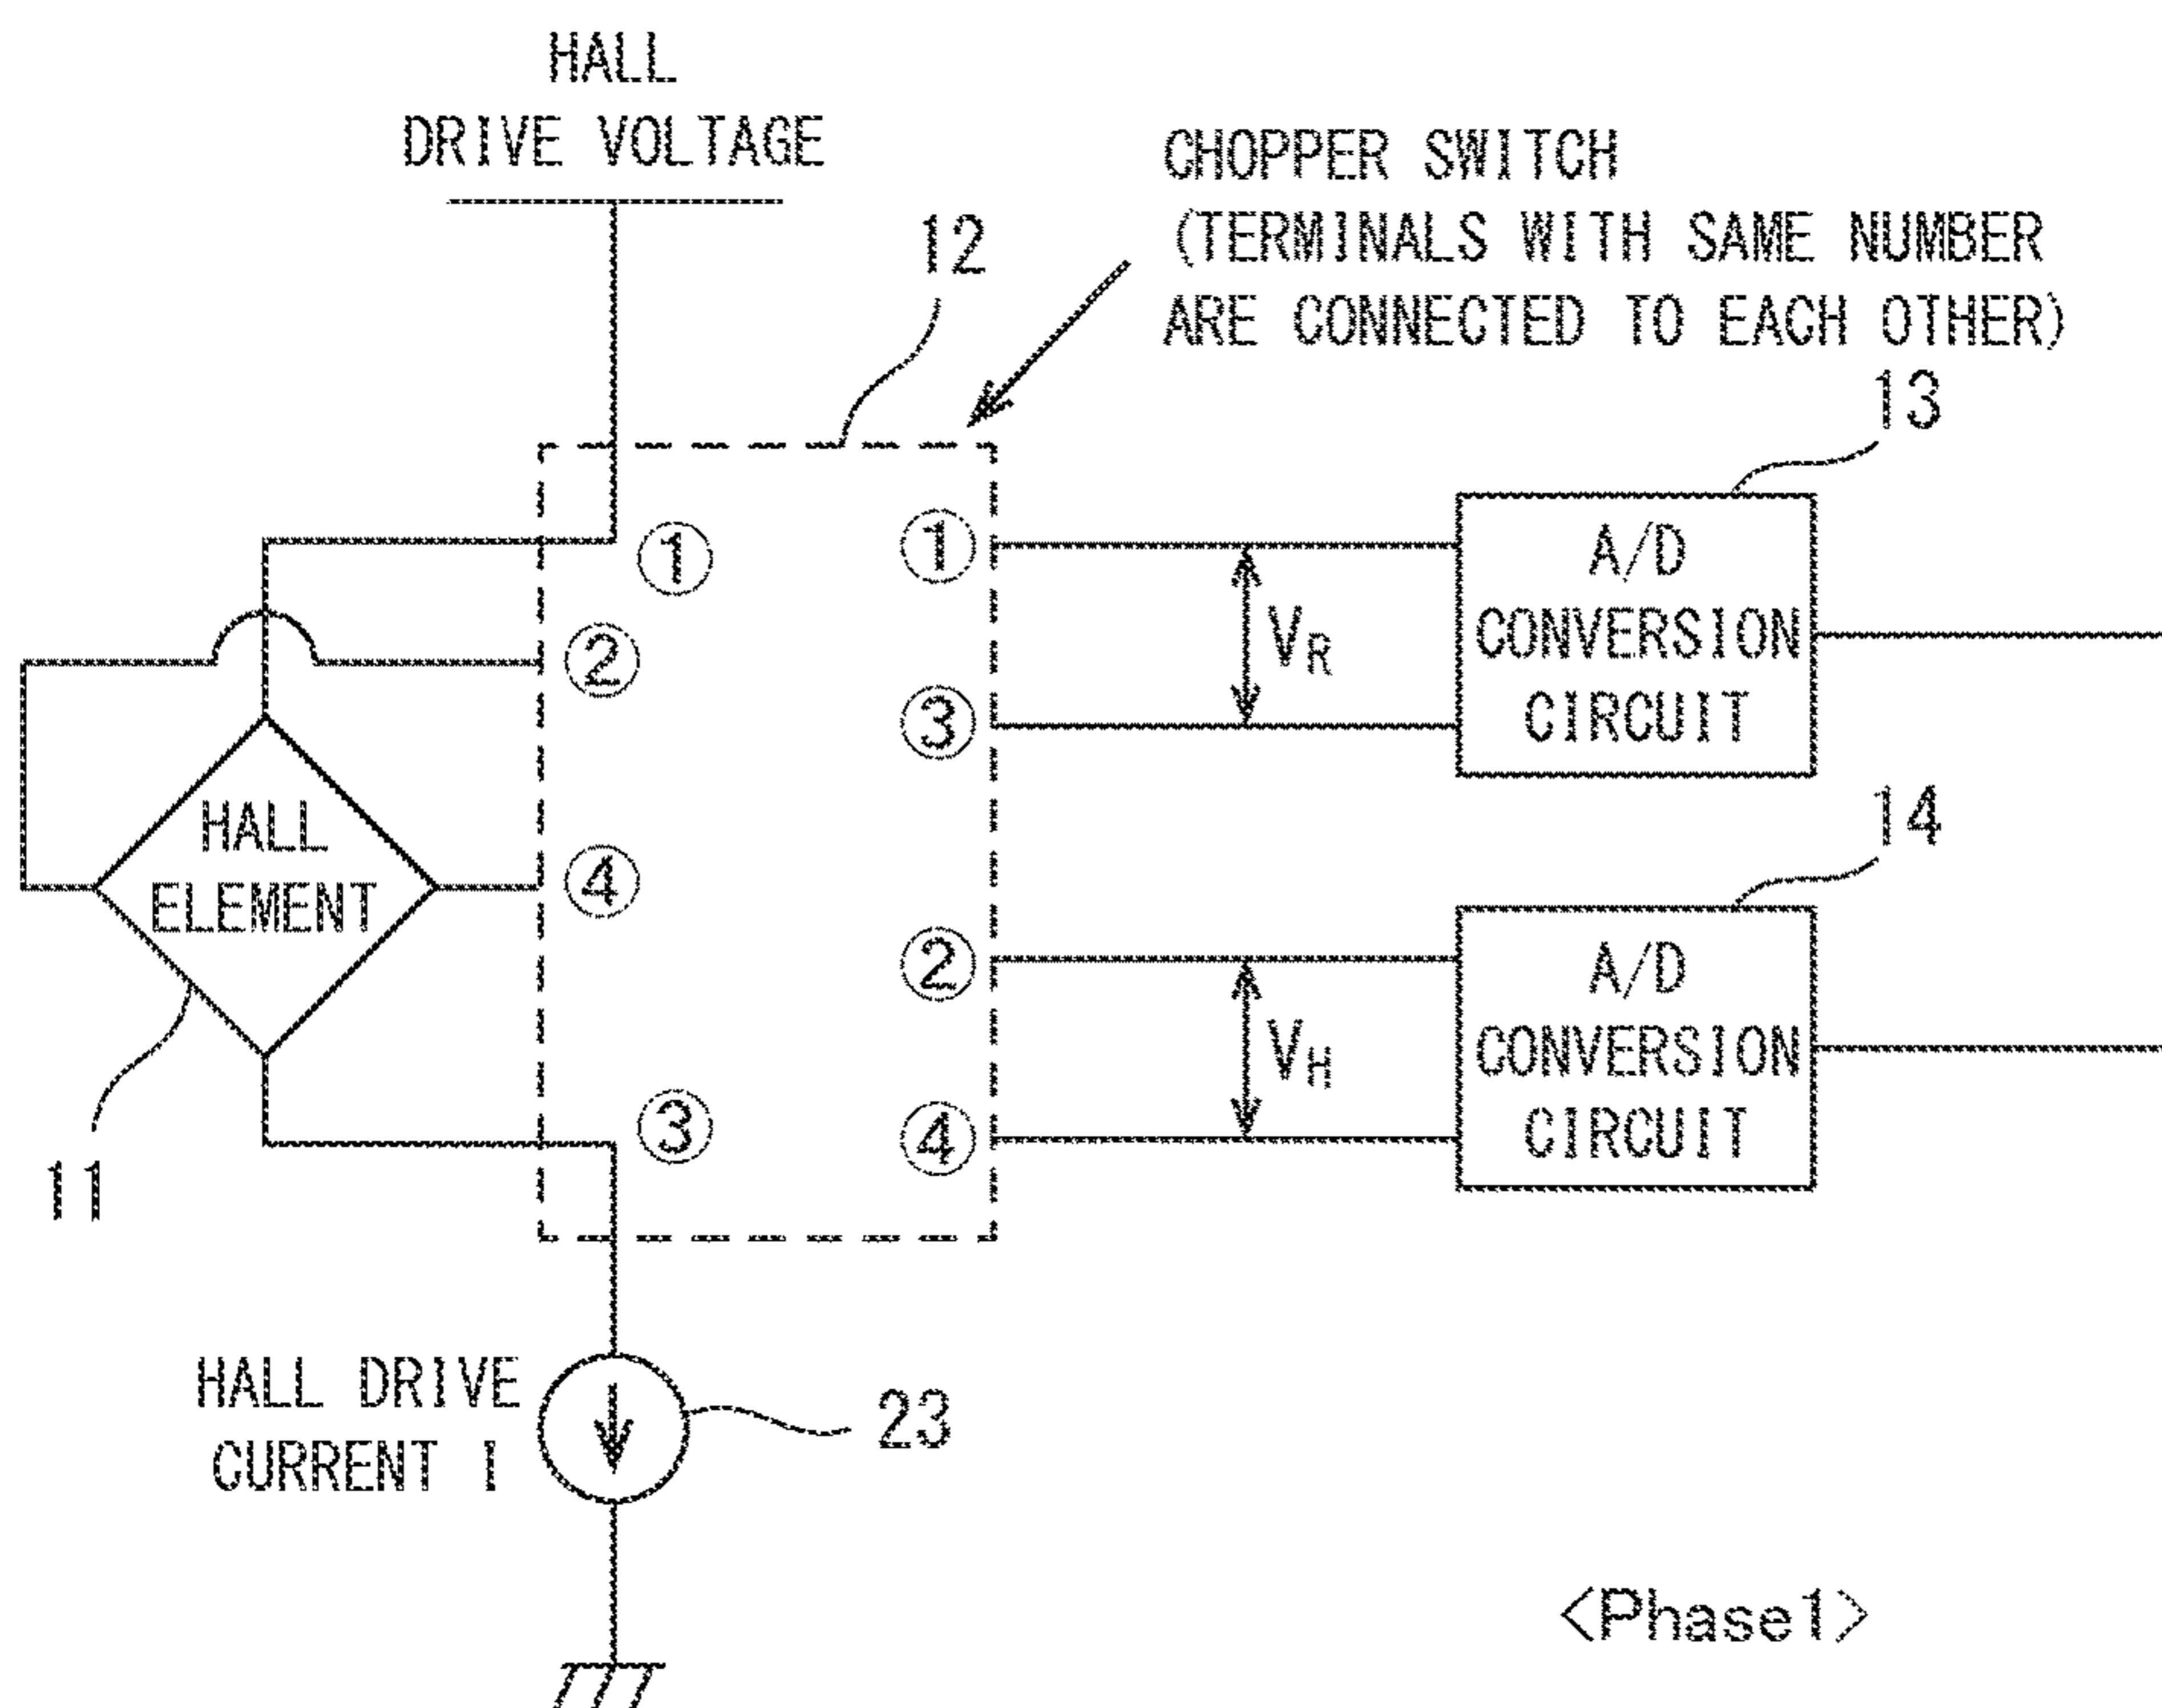 HALL
DRIVE VOLTAGE
CHOPPER SWITCH
(TERMINALS WITH SAME NUMBER
ARE CONNECTED TO EACH OTHER)
12
13
① ①
A/D
CONVERSION
CIRCUIT
②
VR
③
14
HALL
ELEMENT
④
②
A/D
CONVERSION
CIRCUIT
VH
③ ④
11
HALL DRIVE
CURRENT I
23
<Phase1>